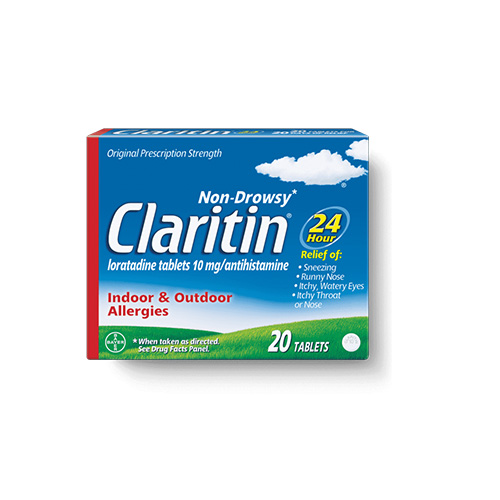 Claritin 24
Original Prescription Strength
Non-Drowsy*
Claritin®
24
Hour
loratadine tablets 10 mg/antihistamine
Relief of:
• Sneezing
• Runny Nose
• Itchy, Watery Eyes
• Itchy Throat
or Nose
Indoor & Outdoor
Allergies
BAYER
* When taken as directed.
See Drug Facts Panel.
20 TABLETS